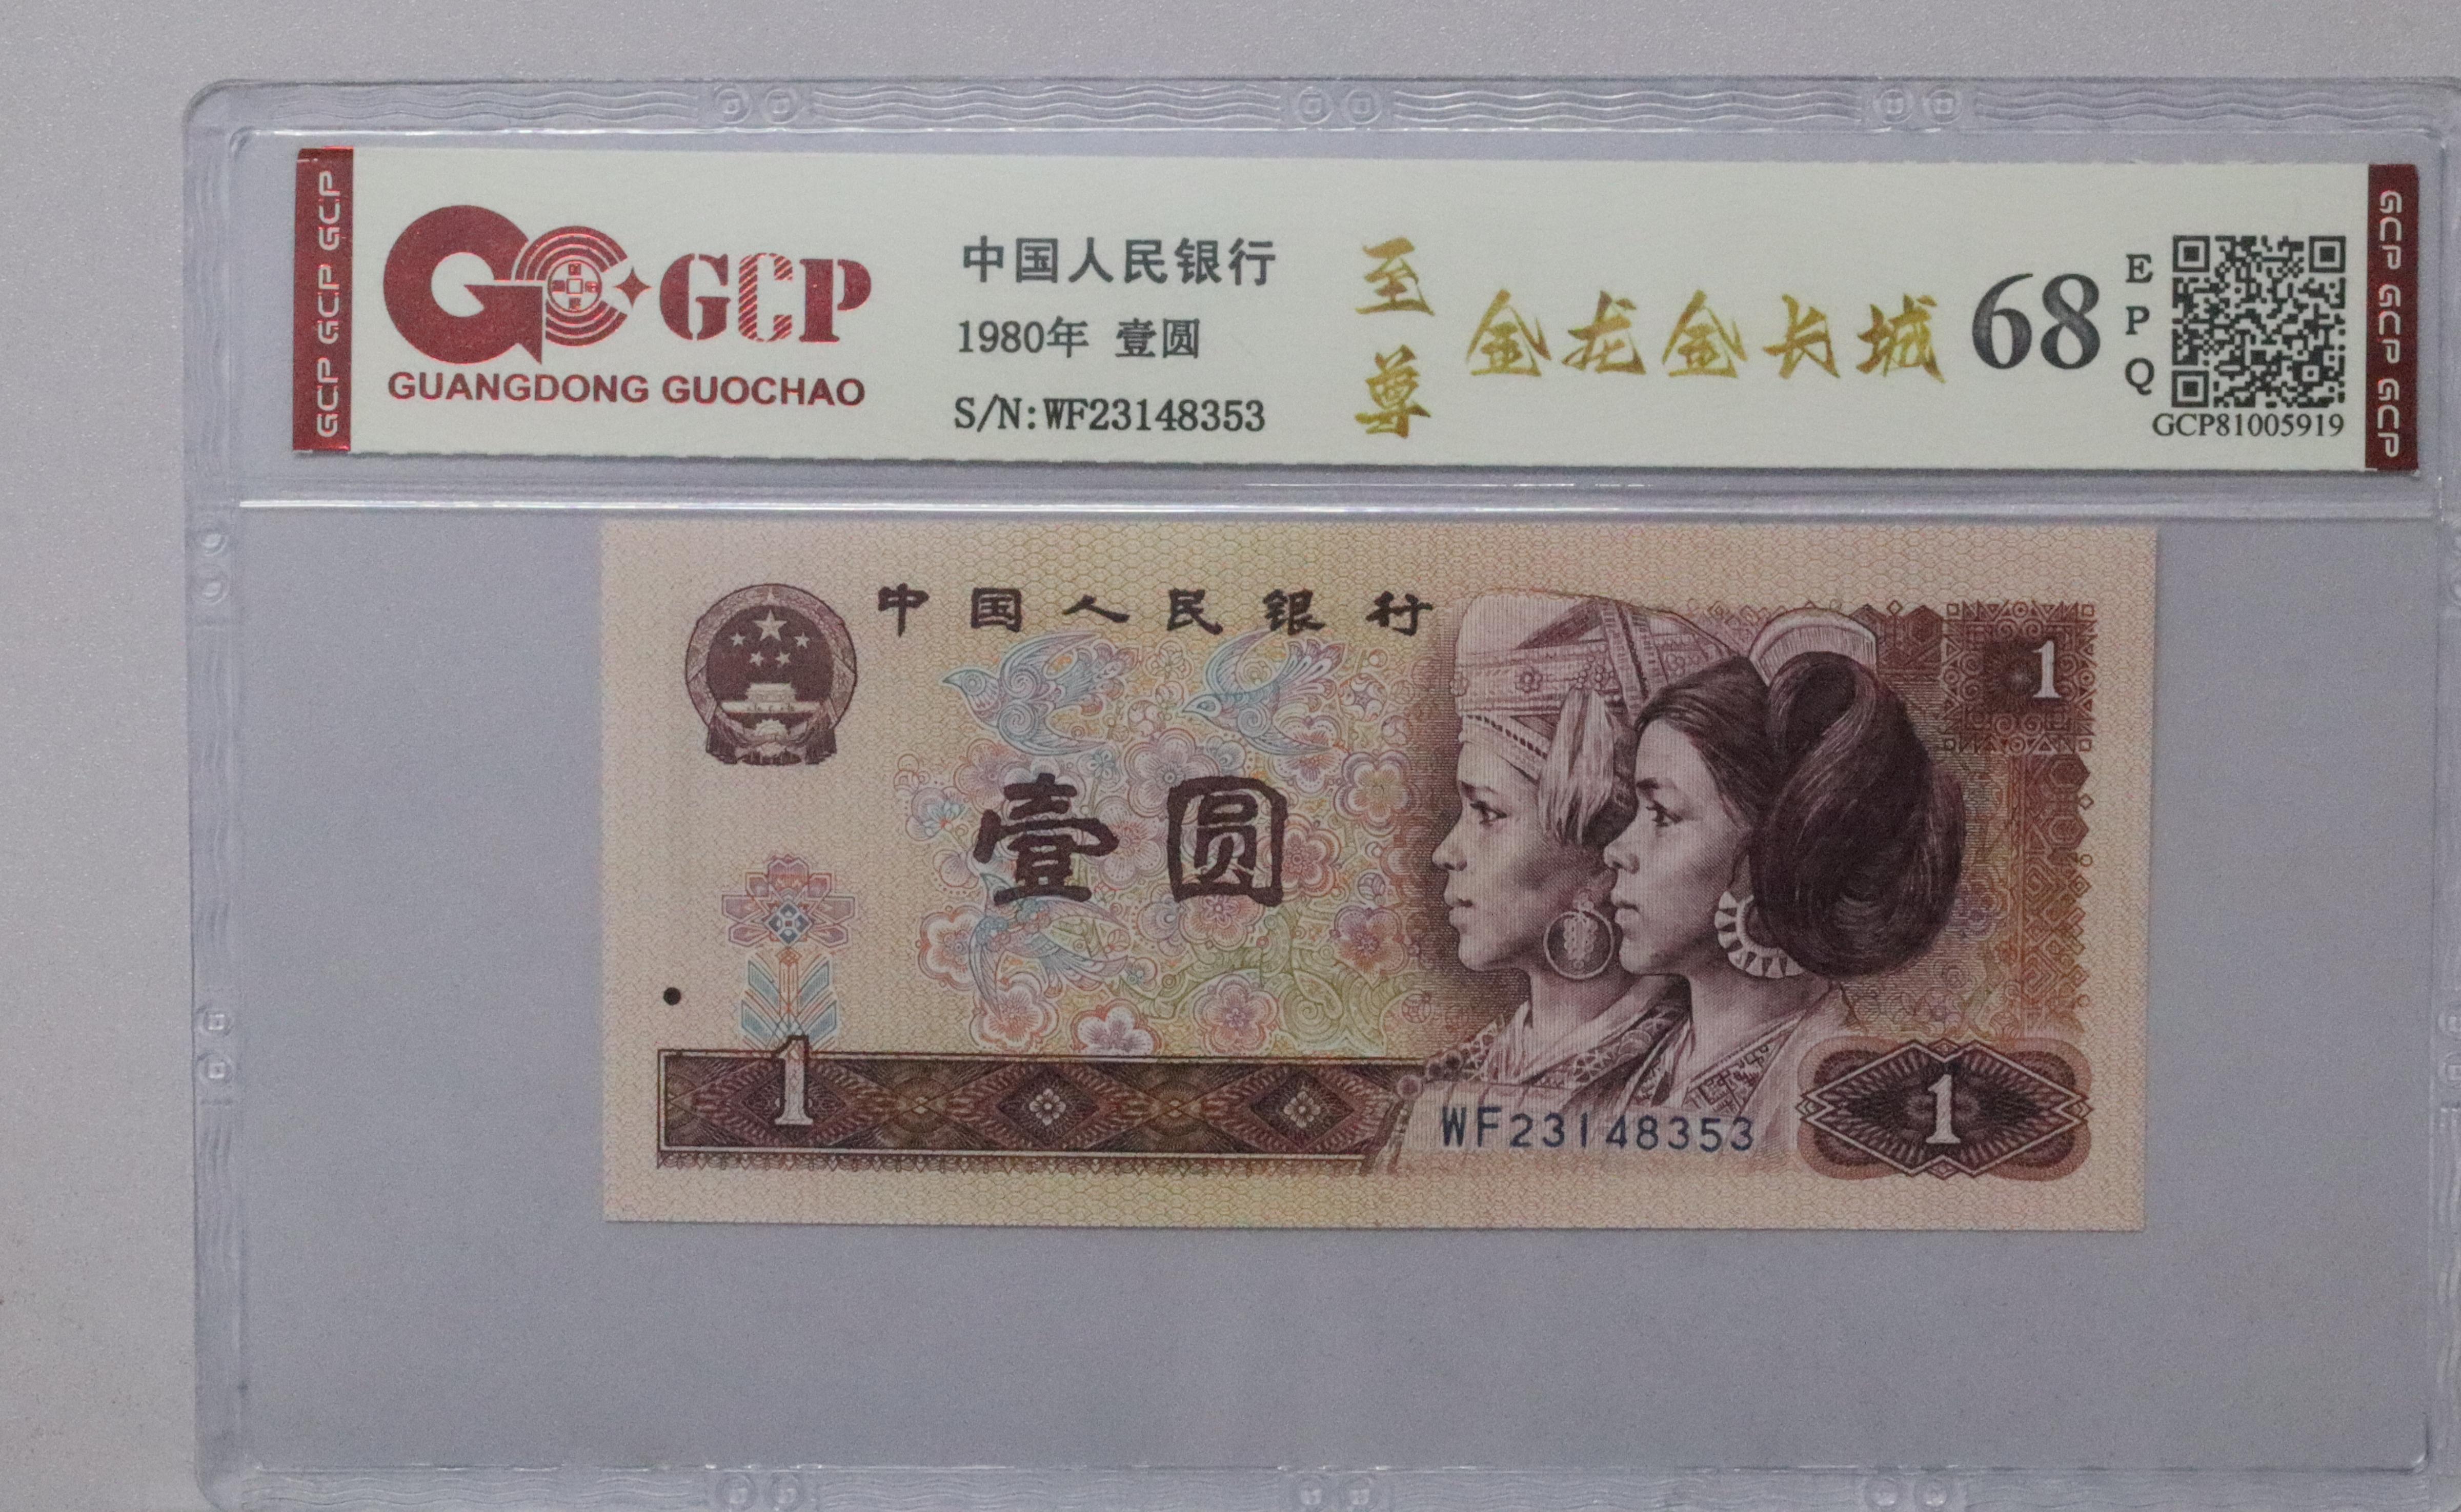 GCP GCP GCP
GCP
GUANGDONG GUOCHAO
中国人民银行
1980年 壹圆
S/N:WF23148353
至尊
金龙金长城
68
EPQ
GCP81005919
GCP GCP GCP
中国人民银行
1
壹圆
1
WF23148353
1